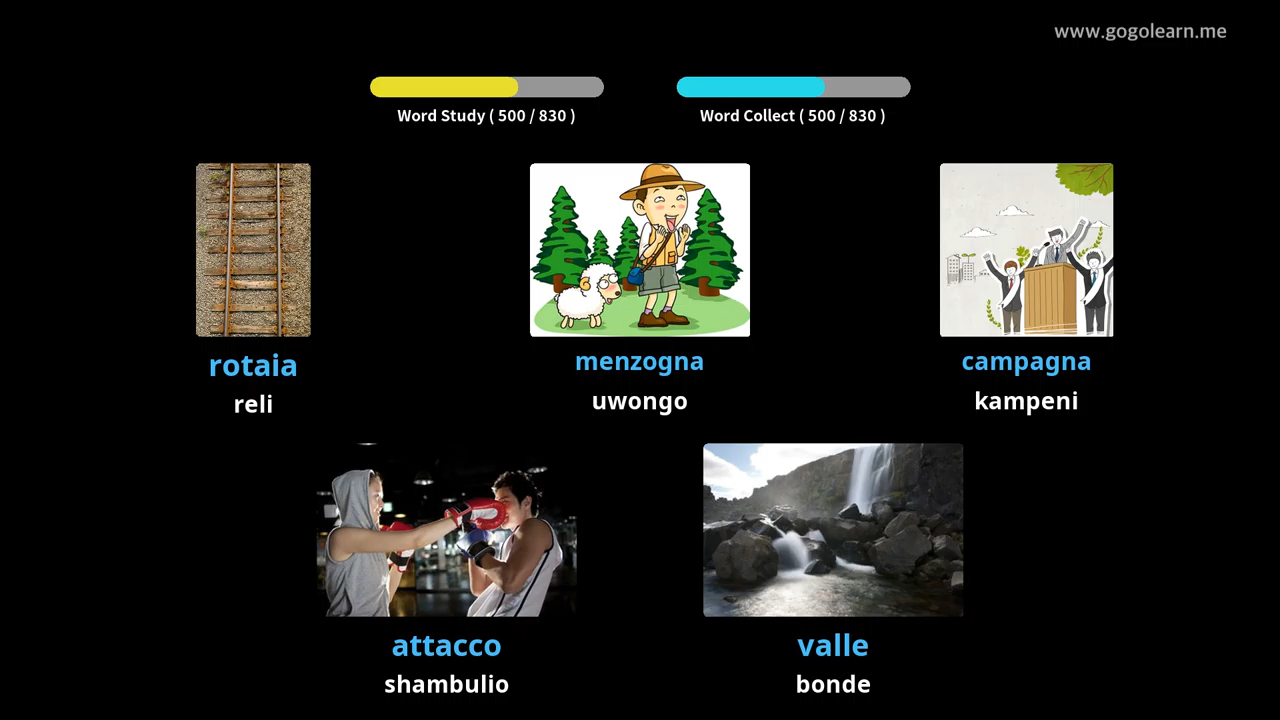 www.gogolearn.me
Word Study ( 500 / 830 )
Word Collect ( 500 / 830 )
rotaia
reli
menzogna
uwongo
campagna
kampeni
attacco
shambulio
valle
bonde